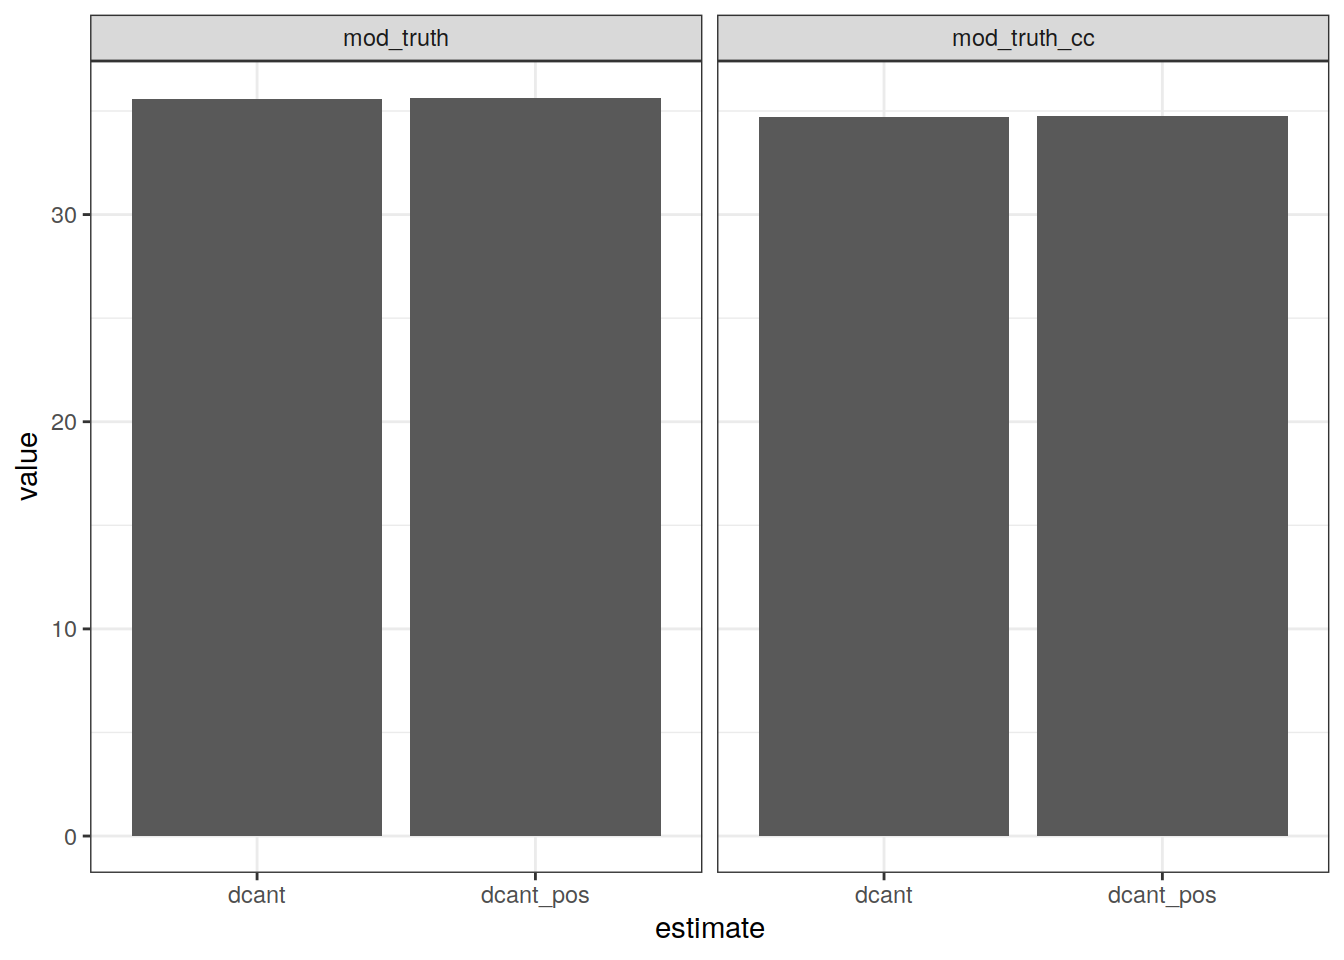 mod_truth
mod_truth_cc
value
30
20
10
0
dcant
dcant_pos
dcant
dcant_pos
estimate